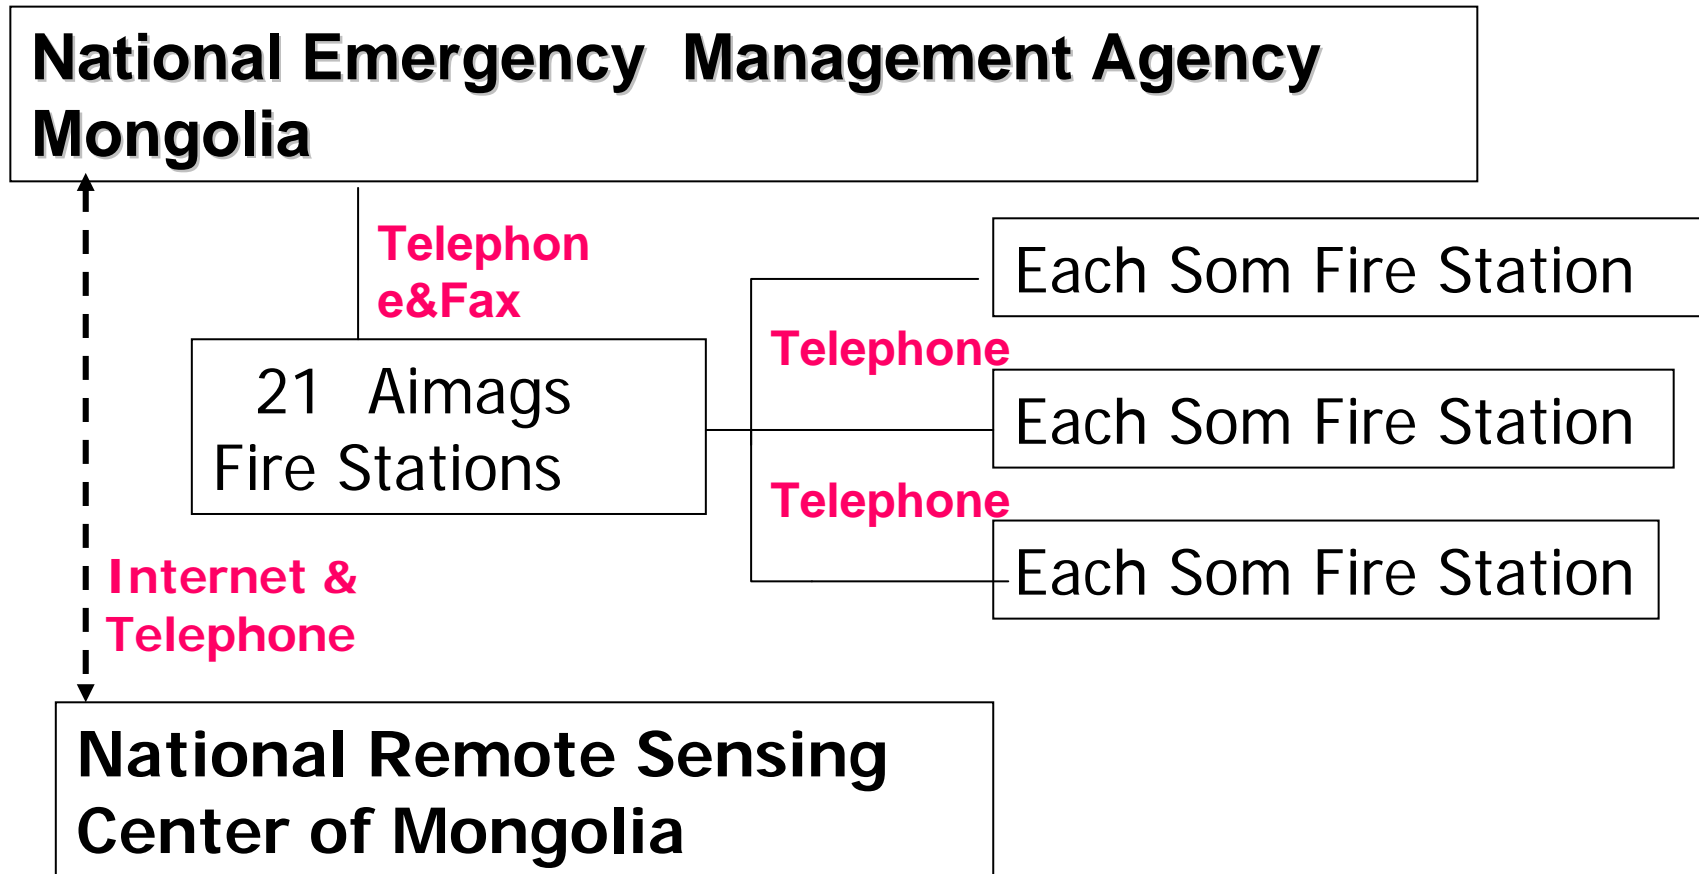 National Emergency Management Agency
Mongolia
Telephon
e&Fax
Each Som Fire Station
Telephone
21 Aimags
Fire Stations
Each Som Fire Station
Telephone
Each Som Fire Station
Internet &
Telephone
National Remote Sensing
Center of Mongolia